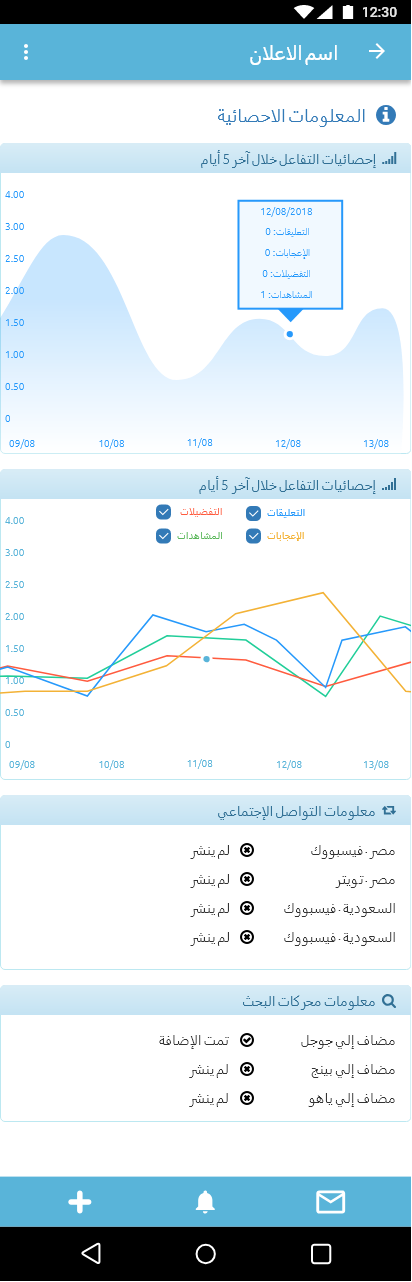 12:30
اسم الاعلان
المعلومات الاحصائية
إحصائيات التفاعل خلال آخر 5 أيام
4.00
3.00
2.50
2.00
1.50
1.00
0.50
0
12/08/2018
التعليقات: 0
الإعجابات: 0
التفضيلات: 0
المشاهدات: 1
09/08 10/08 11/08 12/08 13/08
إحصائيات التفاعل خلال آخر 5 أيام
التعليقات التفضيلات
الإعجابات المشاهدات
4.00
3.00
2.50
2.00
1.50
1.00
0.50
0
09/08 10/08 11/08 12/08 13/08
معلومات التواصل الإجتماعي
مصر - فيسبووك لم ينشر
مصر - تويتر لم ينشر
السعودية - فيسبووك لم ينشر
السعودية - فيسبووك لم ينشر
معلومات محركات البحث
مضاف إلي جوجل تمت الإضافة
مضاف إلي بينج لم ينشر
مضاف إلي ياهو لم ينشر